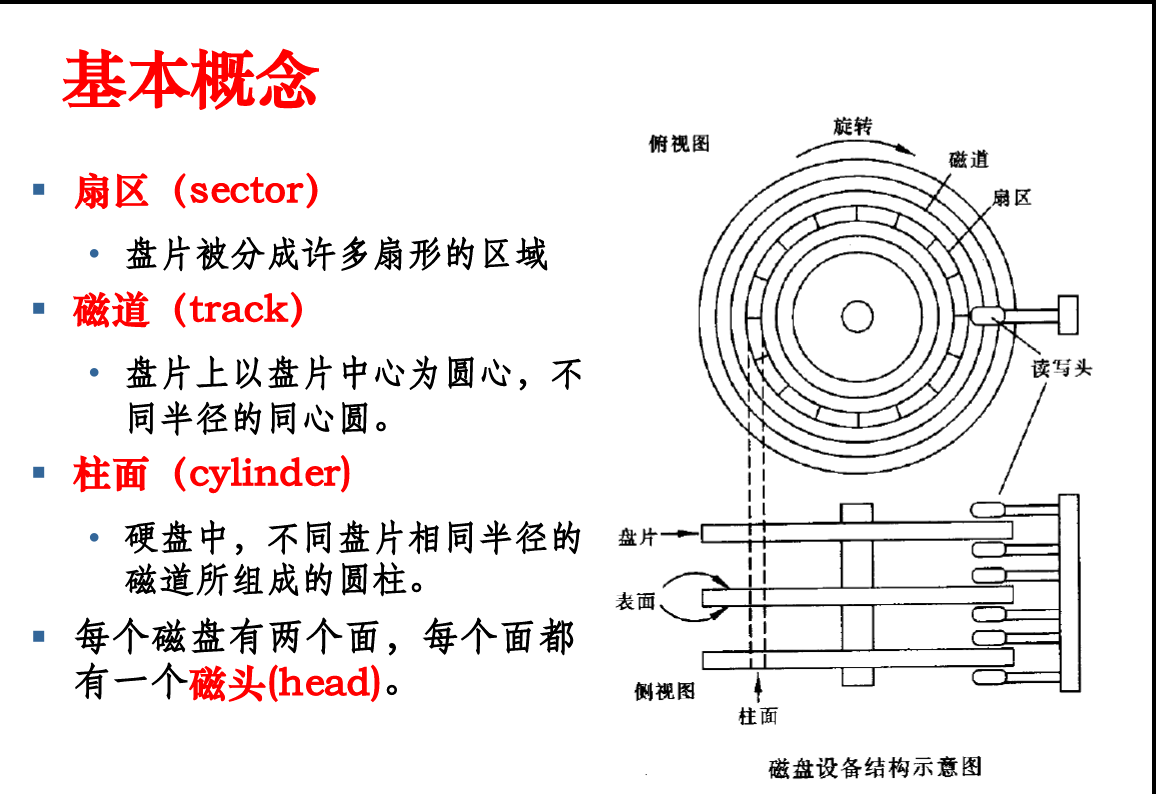 基本概念
扇区（sector）
盘片被分成许多扇形的区域
磁道（track）
盘片上以盘片中心为圆心，不
同半径的同心圆。
柱面（cylinder)
硬盘中，不同盘片相同半径的
磁道所组成的圆柱。
每个磁盘有两个面，每个面都
有一个磁头(head)。
俯视图
旋转
磁道
扇区
读写头
盘片
表面
侧视图
柱面
磁盘设备结构示意图